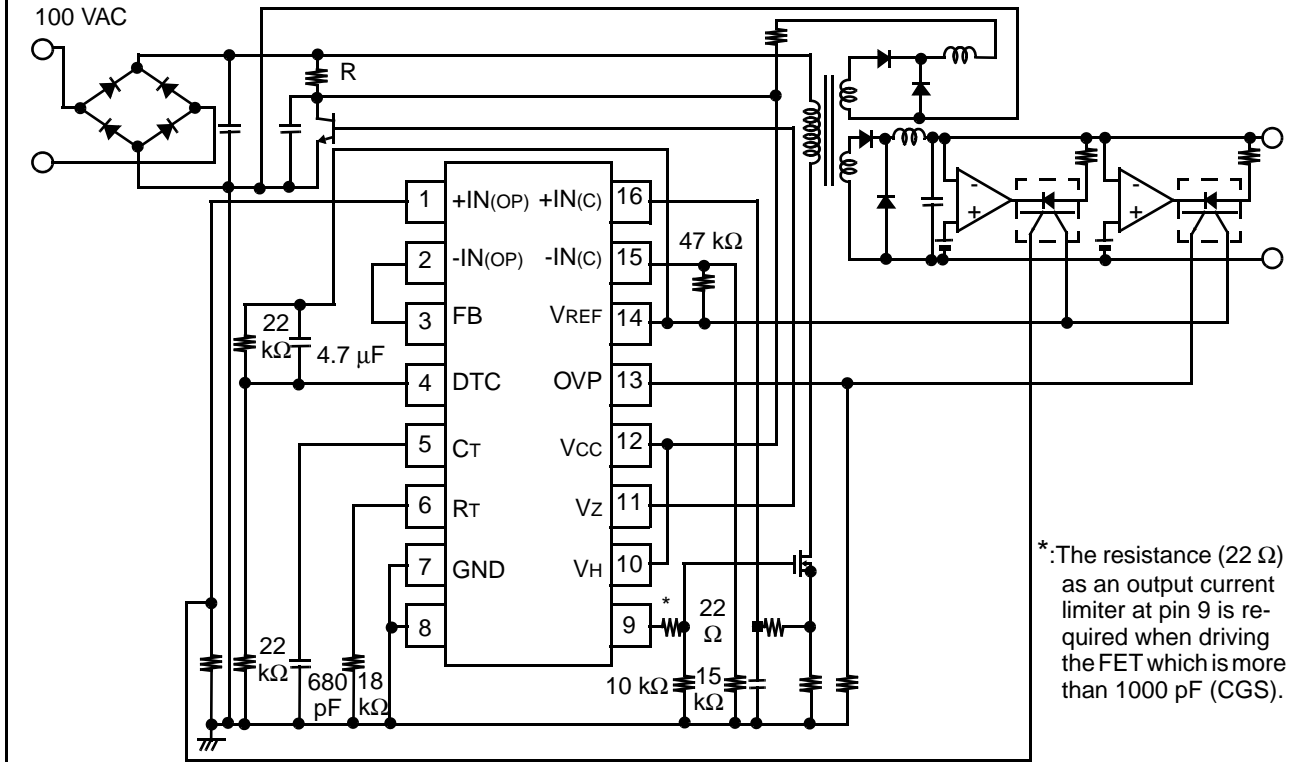 100 VAC
R
1 +IN(OP) +IN(C) 16
47 kΩ
2 -IN(OP) -IN(C) 15
3 FB VREF 14
22
kΩ
4.7 μF
4 DTC OVP 13
5 CT VCC 12
6 RT VZ 11
7 GND VH 10
8 9
*
22
Ω
22
kΩ
680
pF
18
kΩ
10 kΩ
15
kΩ
-
+
-
+
*:The resistance (22 Ω)
as an output current
limiter at pin 9 is re-
quired when driving
the FET which is more
than 1000 pF (CGS).